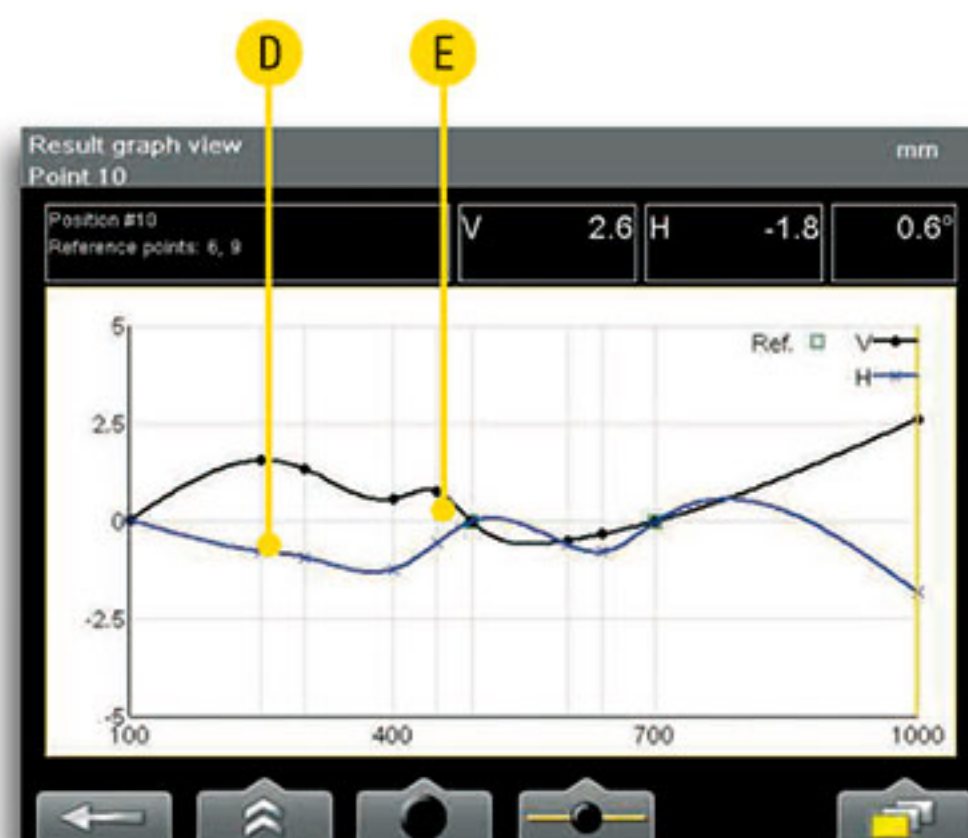 D E
Result graph view mm
Point 10
Position #10 V 2.6 H -1.8 0.6°
Reference points: 6, 9
5
Ref. V
H
2.5
0
-2.5
-5
100 400 700 1000